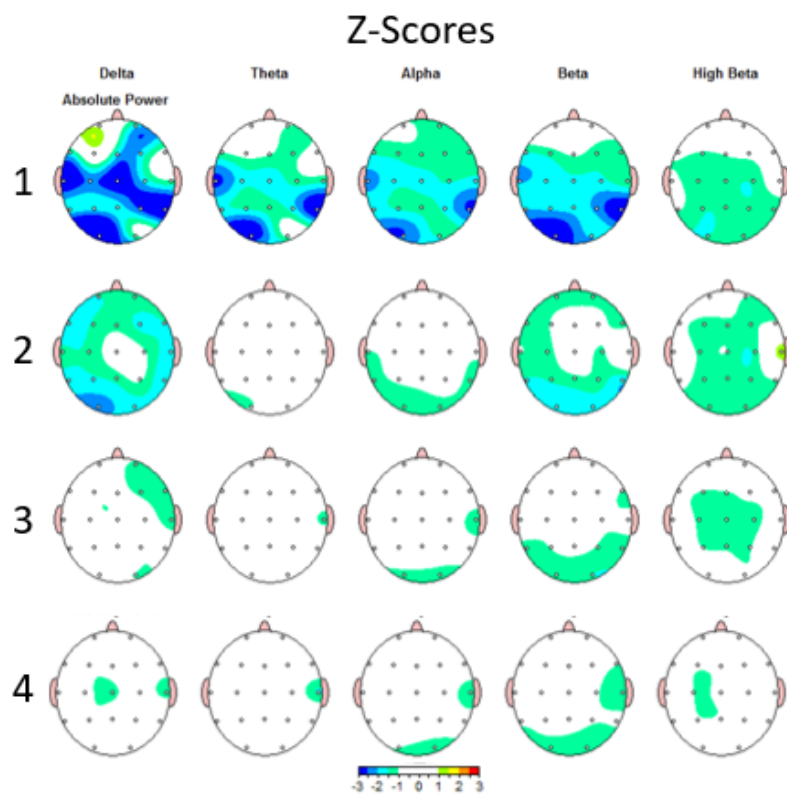 Z-Scores
Delta Theta Alpha Beta High Beta
Absolute Power
1
2
3
4
-3 -2 -1 0 1 2 3